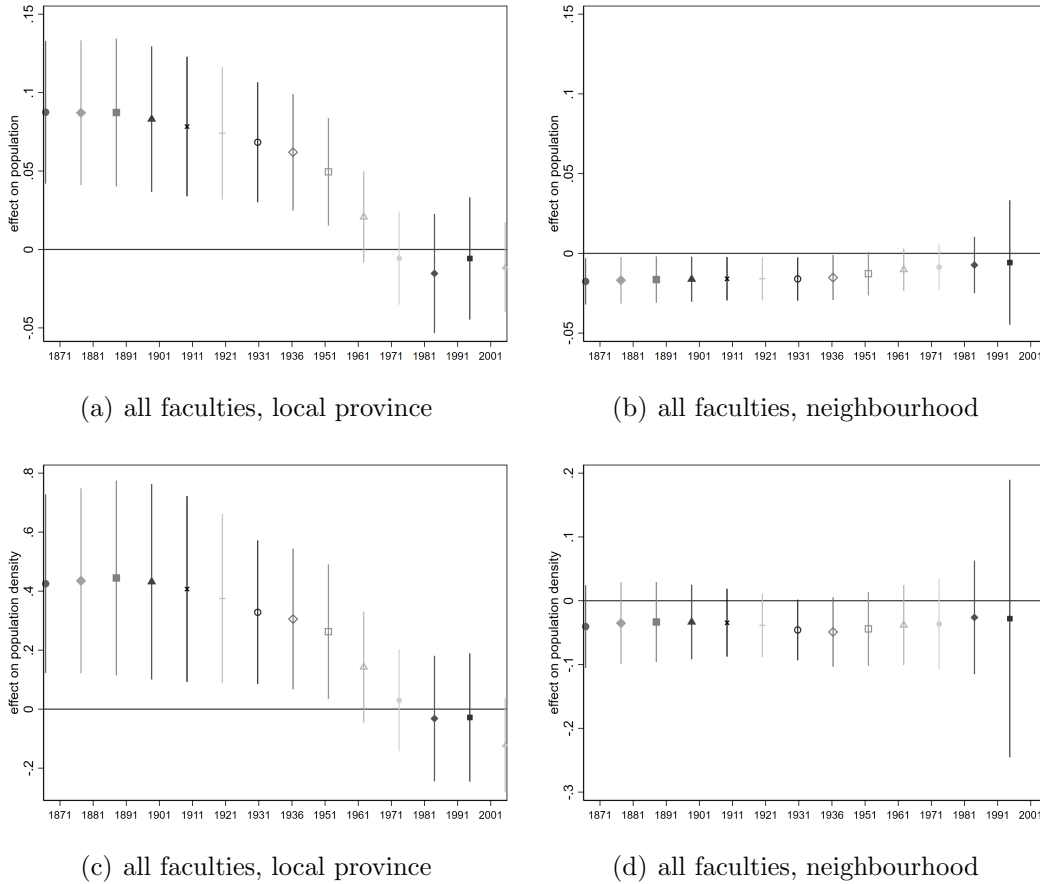 effect on population
.15
.1
.05
0
-.05
1871 1881 1891 1901 1911 1921 1931 1936 1951 1961 1971 1981 1991 2001
(a) all faculties, local province
effect on population
.15
.1
.05
0
-.05
1871 1881 1891 1901 1911 1921 1931 1936 1951 1961 1971 1981 1991 2001
(b) all faculties, neighbourhood
effect on population density
.8
.6
.4
.2
0
-.2
1871 1881 1891 1901 1911 1921 1931 1936 1951 1961 1971 1981 1991 2001
(c) all faculties, local province
effect on population density
.2
.1
0
-.1
-.2
-.3
1871 1881 1891 1901 1911 1921 1931 1936 1951 1961 1971 1981 1991 2001
(d) all faculties, neighbourhood